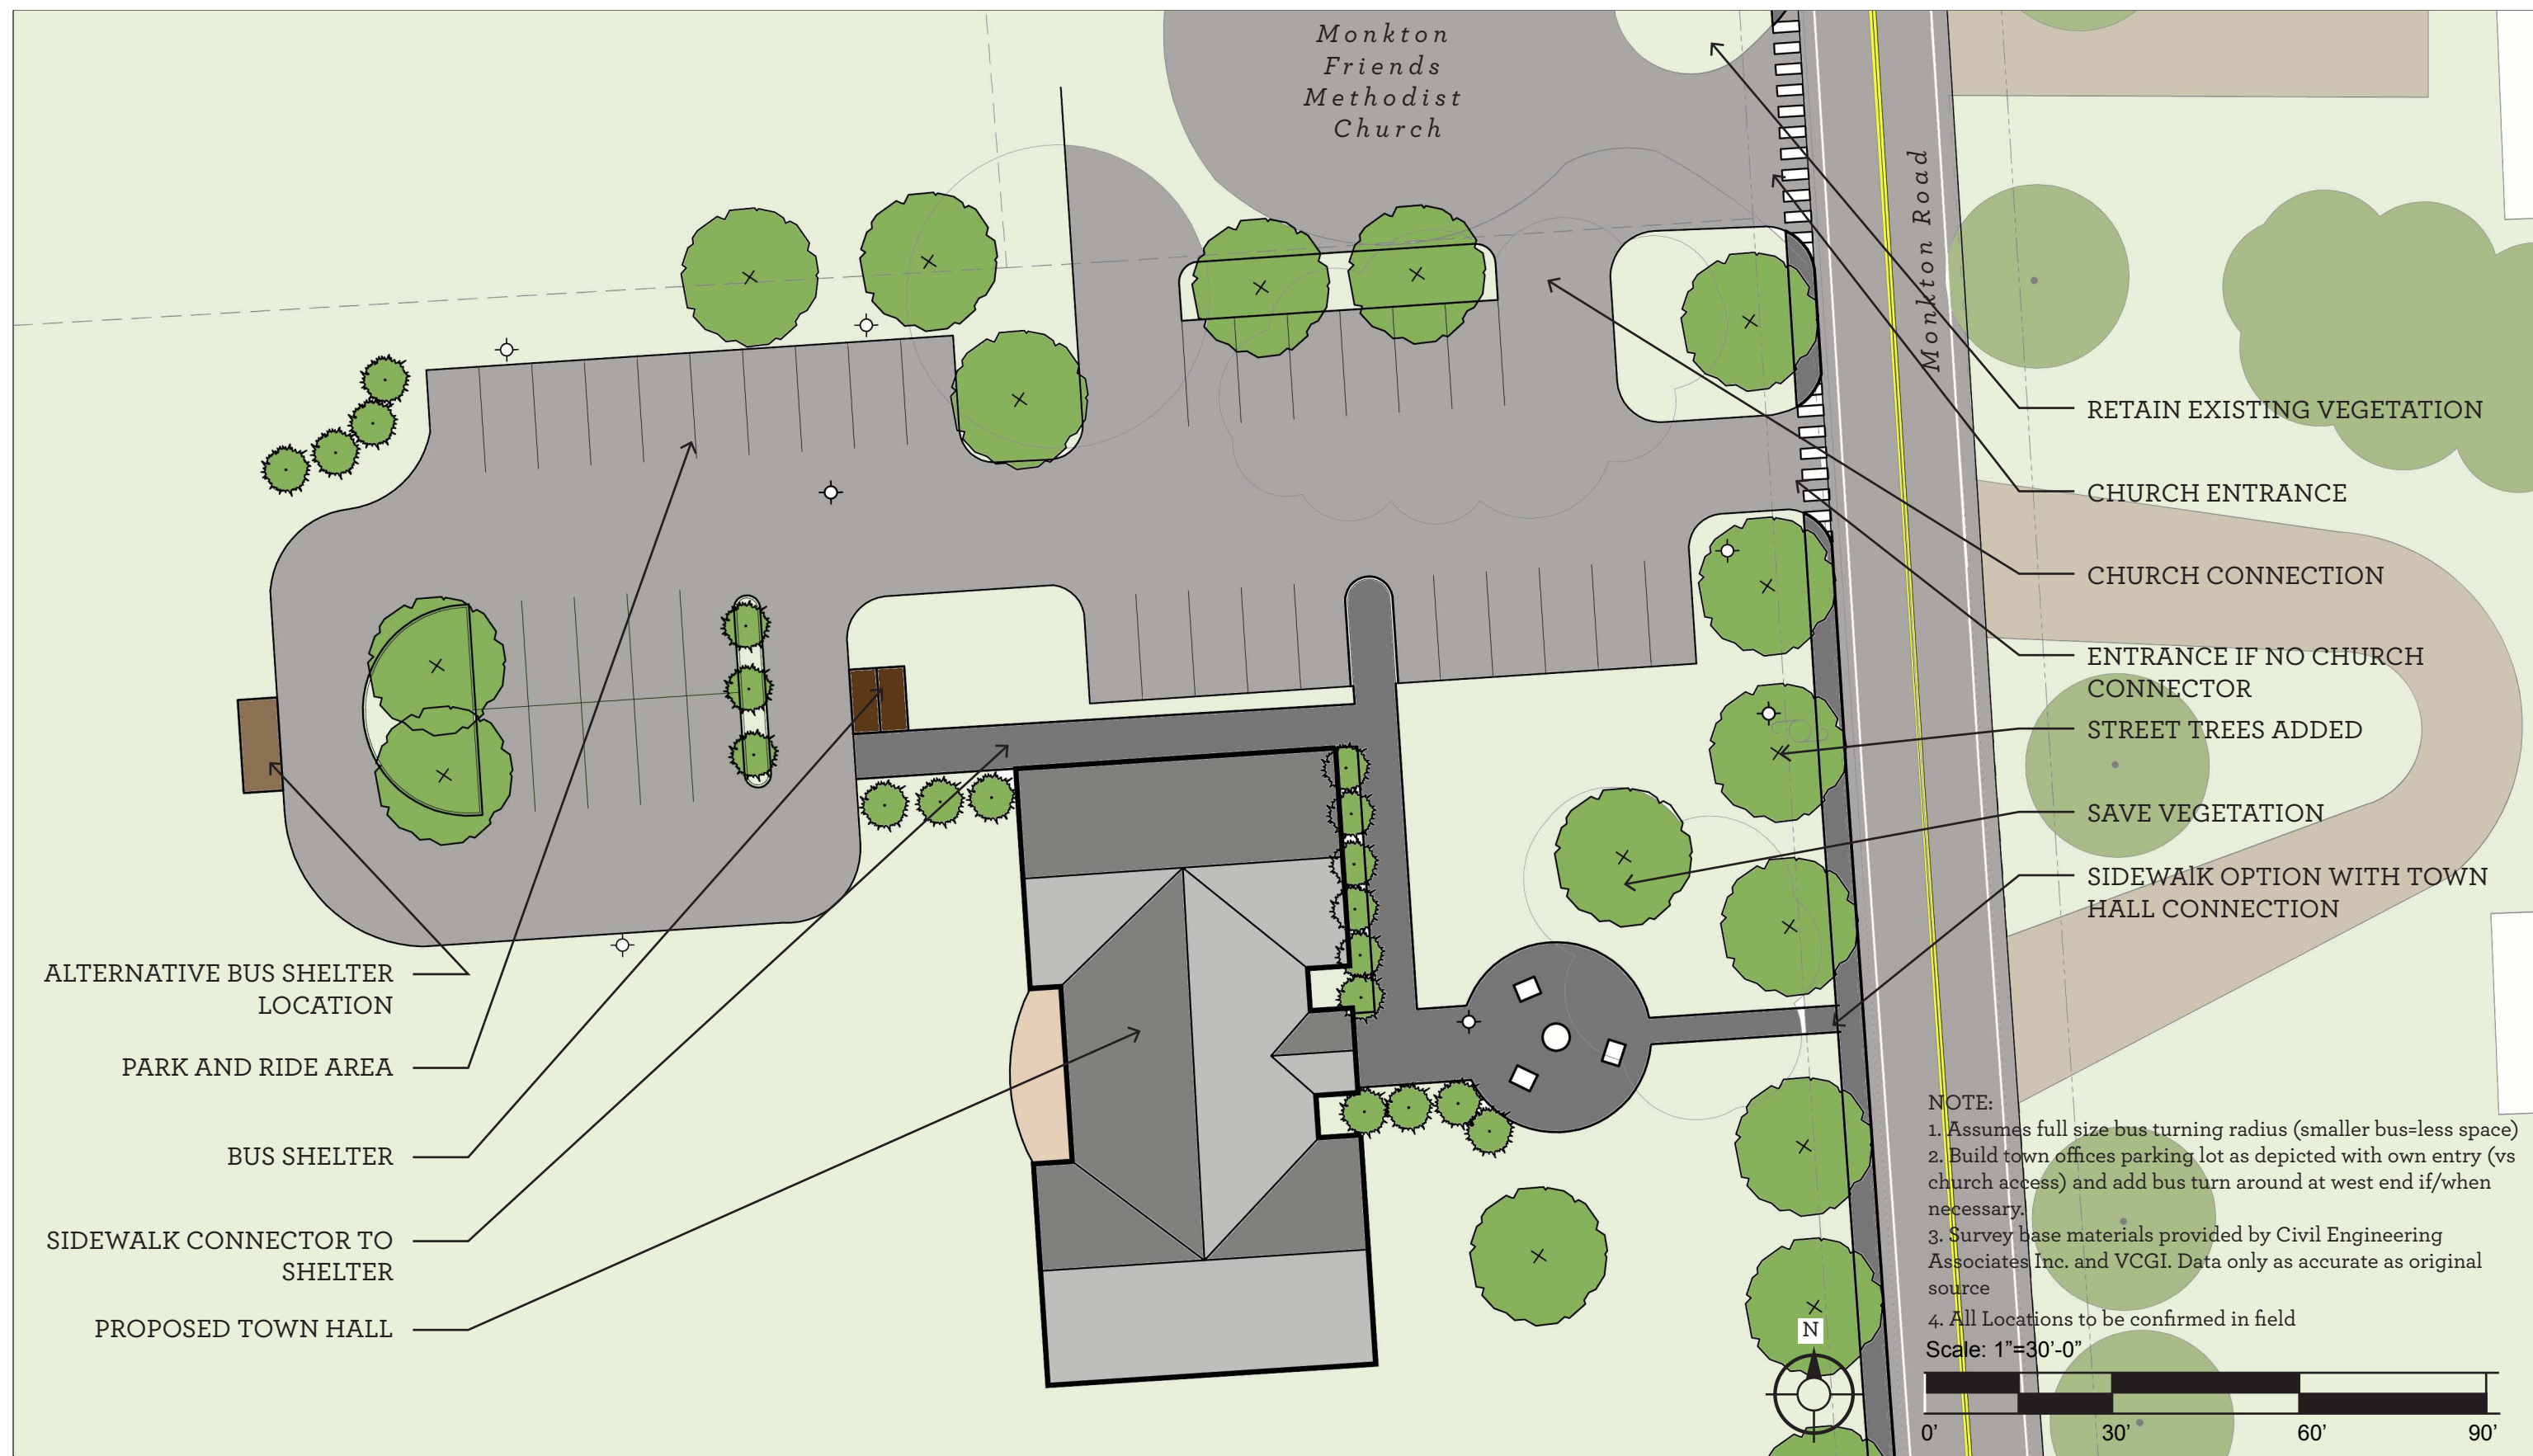 Monkton
Friends
Methodist
Church
Monkton Road
RETAIN EXISTING VEGETATION
CHURCH ENTRANCE
CHURCH CONNECTION
ENTRANCE IF NO CHURCH
CONNECTOR
STREET TREES ADDED
SAVE VEGETATION
SIDEWAlK OPTION WITH TOWN
HALL CONNECTION
ALTERNATIVE BUS SHELTER
LOCATION
PARK AND RIDE AREA
BUS SHELTER
SIDEWALK CONNECTOR TO
SHELTER
PROPOSED TOWN HALL
NOTE:
1. Assumes full size bus turning radius (smaller bus=less space)
2. Build town offices parking lot as depicted with own entry (vs
church access) and add bus turn around at west end if/when
necessary.
3. Survey base materials provided by Civil Engineering
Associates Inc. and VCGI. Data only as accurate as original
source
4. All Locations to be confirmed in field
Scale: 1”=30’-0”
N
0’ 30’ 60’ 90’